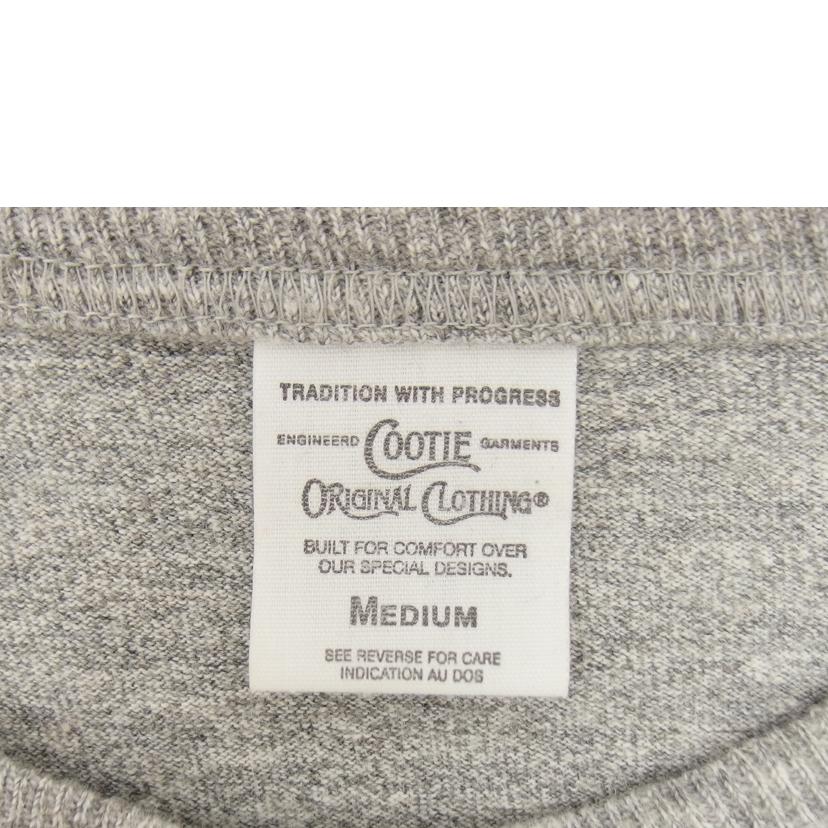 TRADITION WITH PROGRESS
ENGINEERD COOTIE GARMENTS
ORIGINAL CLOTHING®
BUILT FOR COMFORT OVER
OUR SPECIAL DESIGNS.
MEDIUM
SEE REVERSE FOR CARE
INDICATION AU DOS